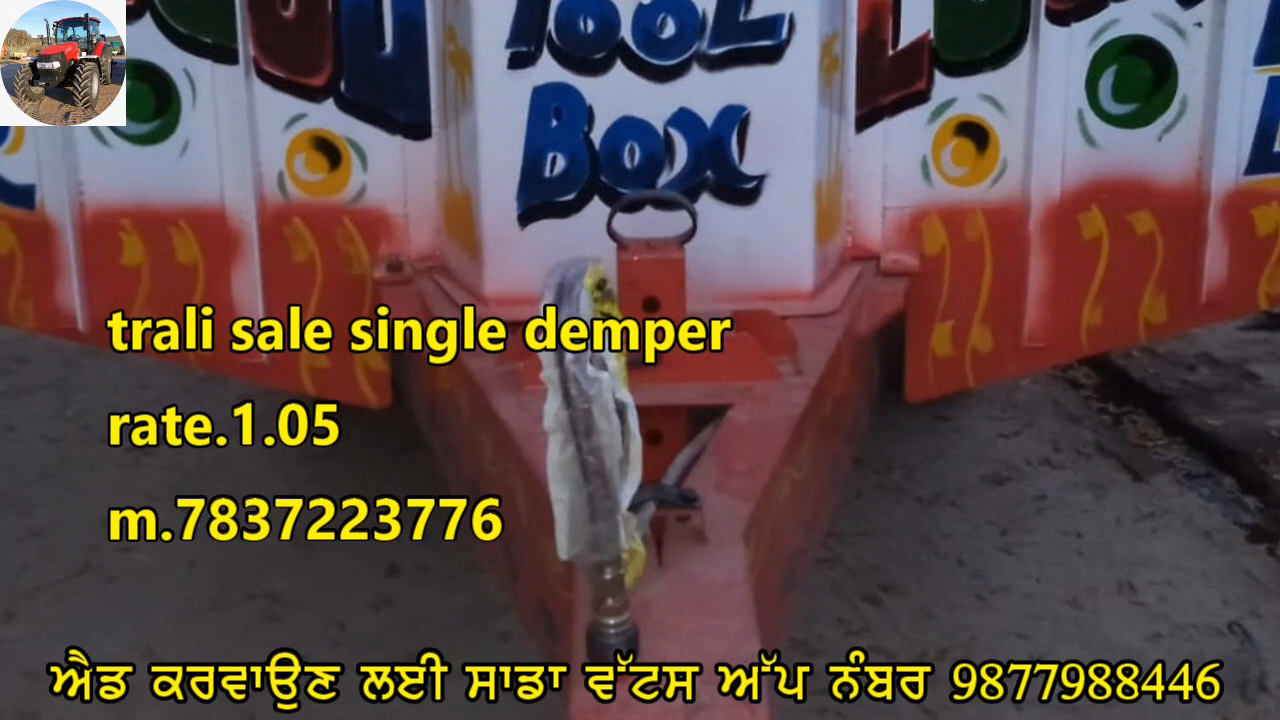 TOOL
BOX
trali sale single demper
rate.1.05
m.7837223776
ਐਡ ਕਰਵਾਉਣ ਲਈ ਸਾਡਾ ਵੱਟਸ ਅੱਪ ਨੰਬਰ 9877988446